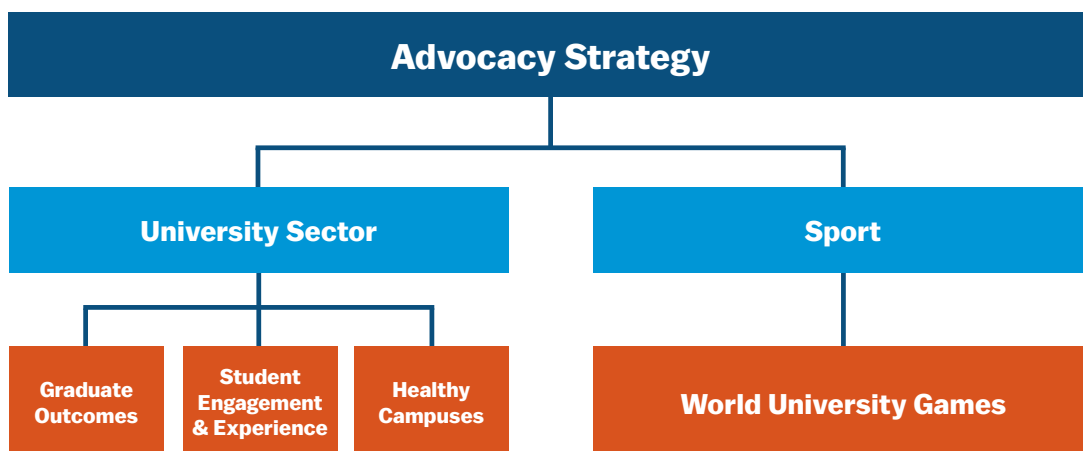 Advocacy Strategy
University Sector
Sport
Graduate
Outcomes
Student
Engagement
& Experience
Healthy
Campuses
World University Games